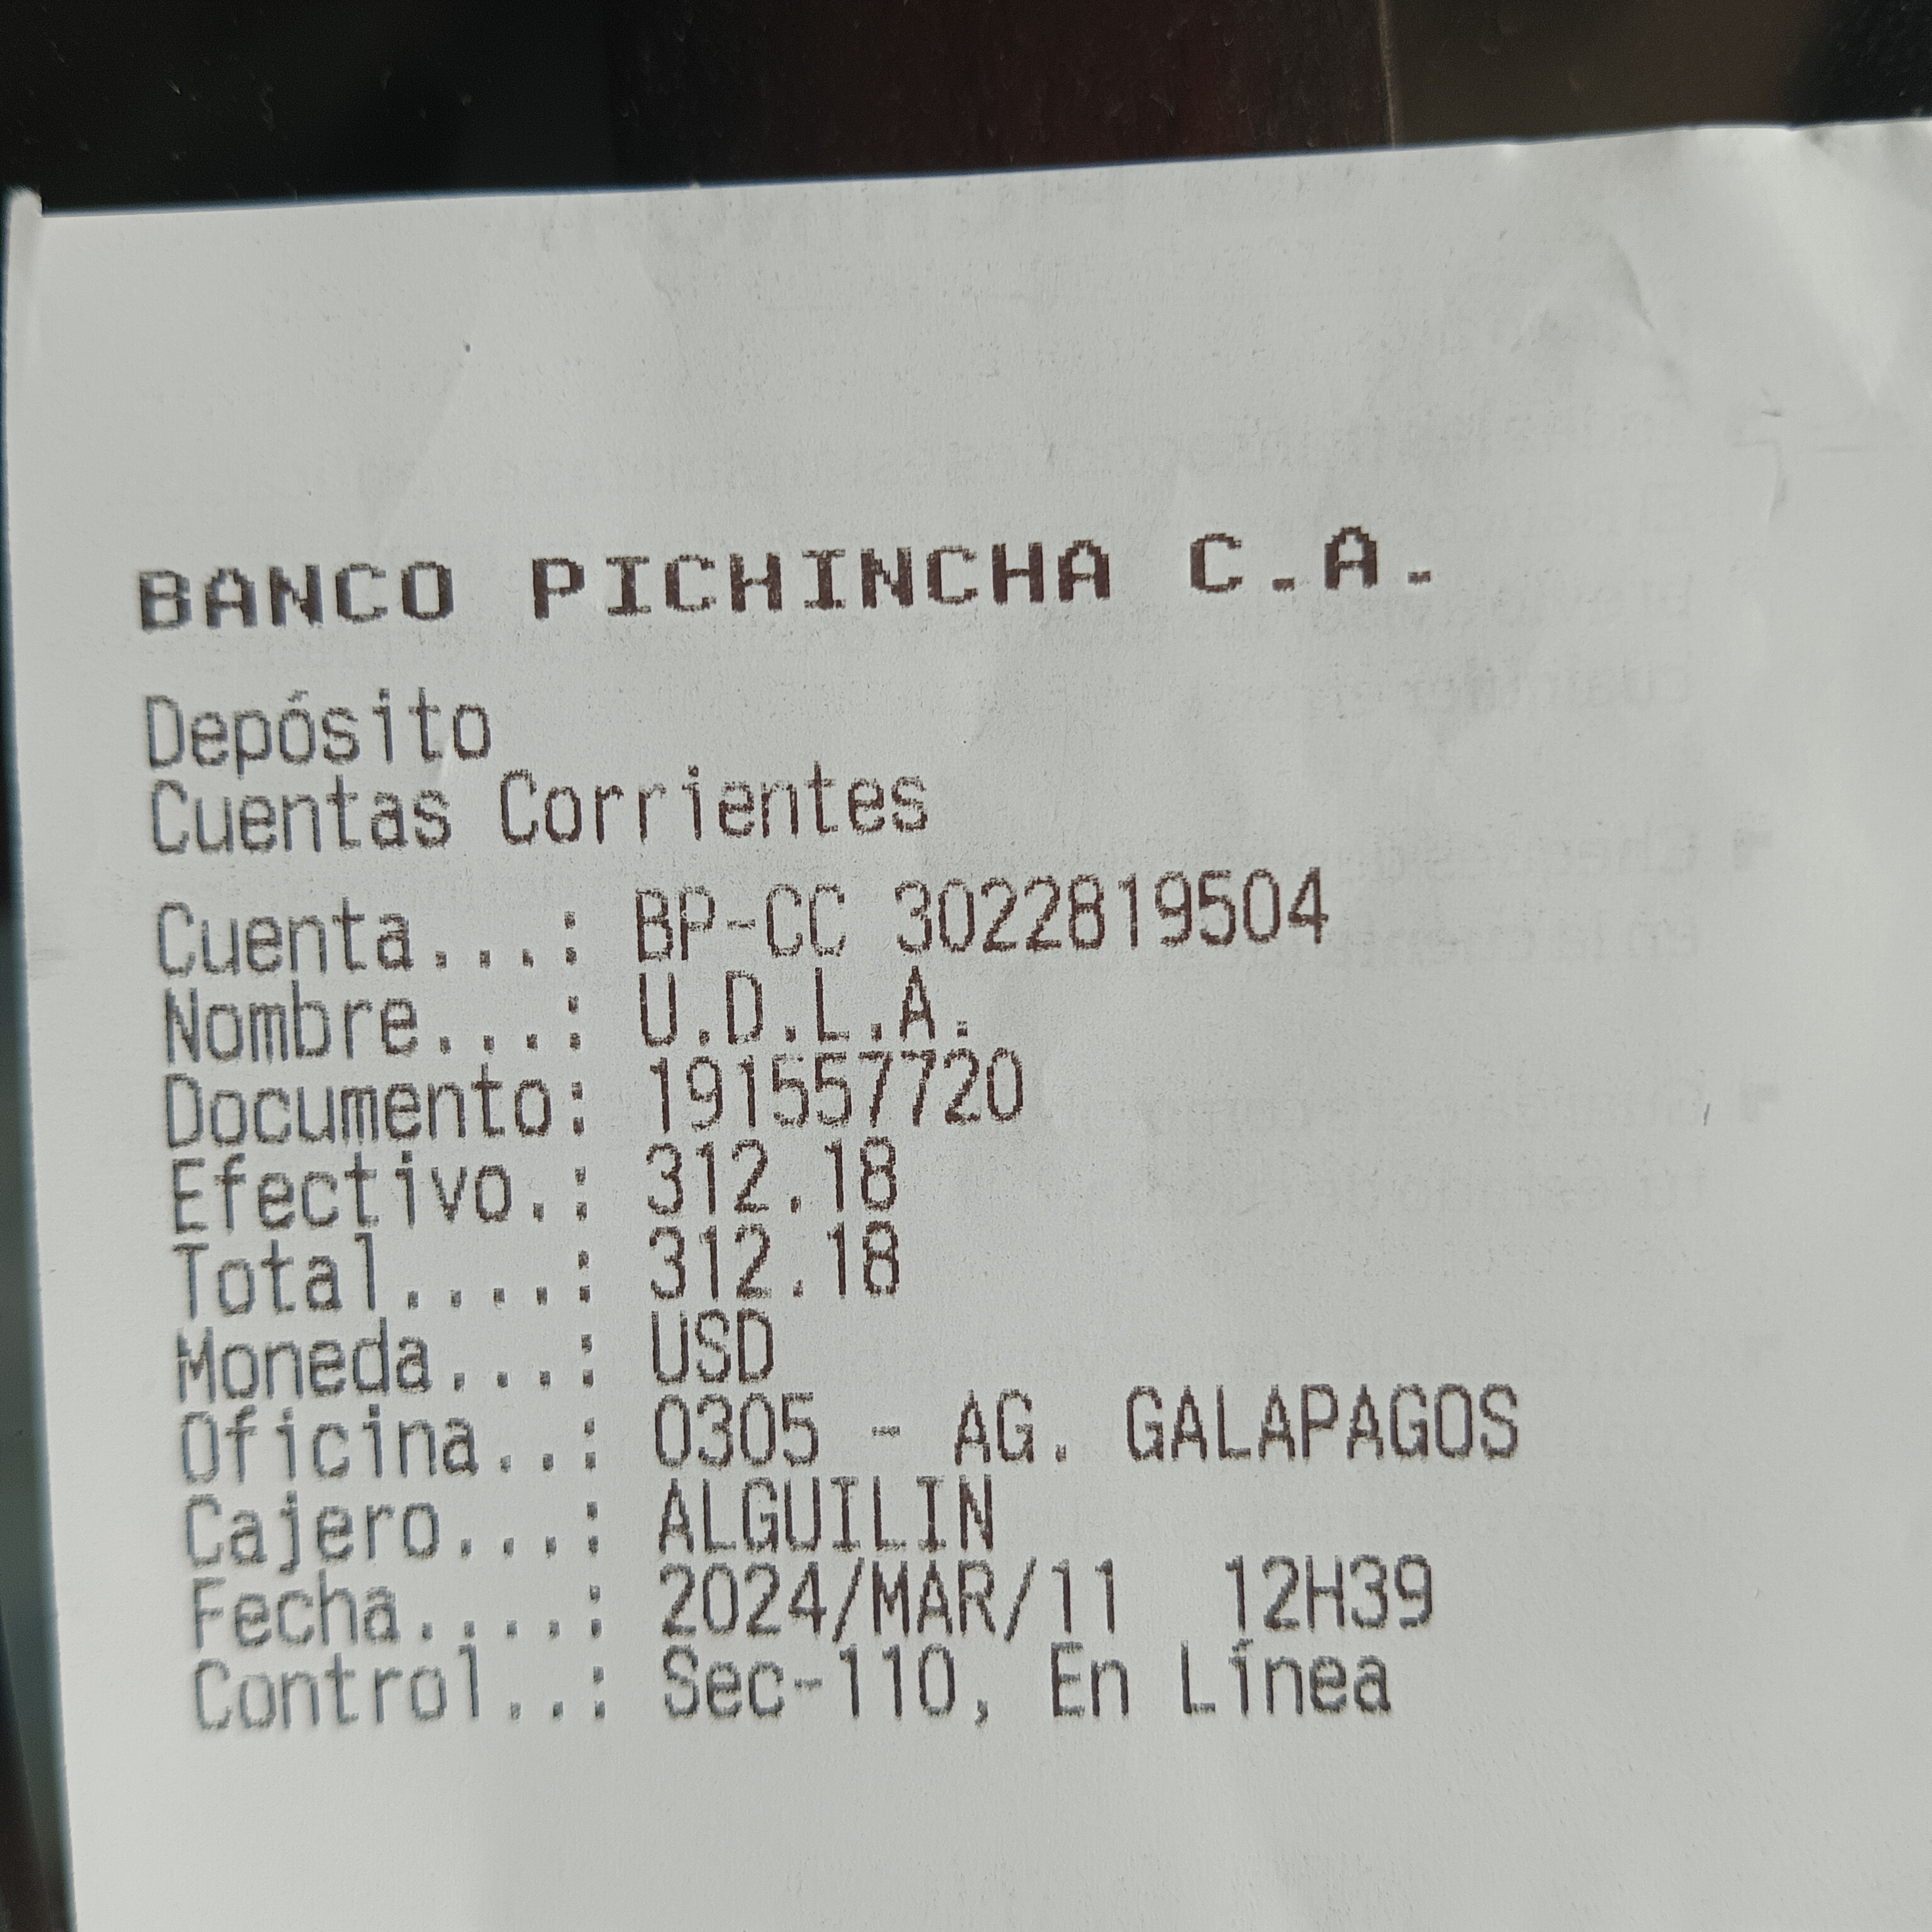 BANCO PICHINCHA C.A.
Depósito
Cuentas Corrientes
Cuenta...: BP-CC 3022819504
Nombre...: U.D.L.A.
Documento: 191557720
Efectivo.: 312.18
Total....: 312.18
Moneda...: USD
Oficina..: 0305 - AG. GALAPAGOS
Cajero...: ALGUILIN
Fecha....: 2024/MAR/11 12H39
Control..: Sec-110, En Línea